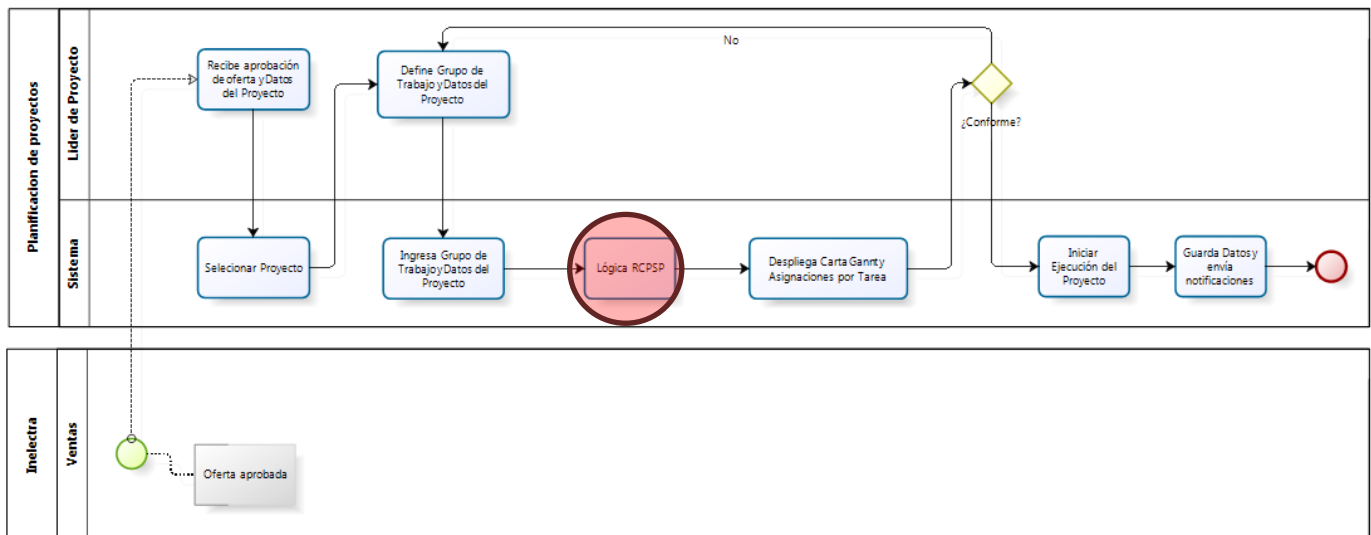 Planificacion de proyectos
Lider de Proyecto
Recibe aprobación
de oferta y Datos
del Proyecto
Define Grupo de
Trabajo y Datos del
Proyecto
No
¿Conforme?
Sistema
Selecionar Proyecto
Ingresa Grupo de
Trabajo y Datos del
Proyecto
Lógica RCPSP
Despliega Carta Gannt y
Asignaciones por Tarea
Iniciar
Ejecución del
Proyecto
Guarda Datos y
envía
notificaciones
Inelectra
Ventas
Oferta aprobada